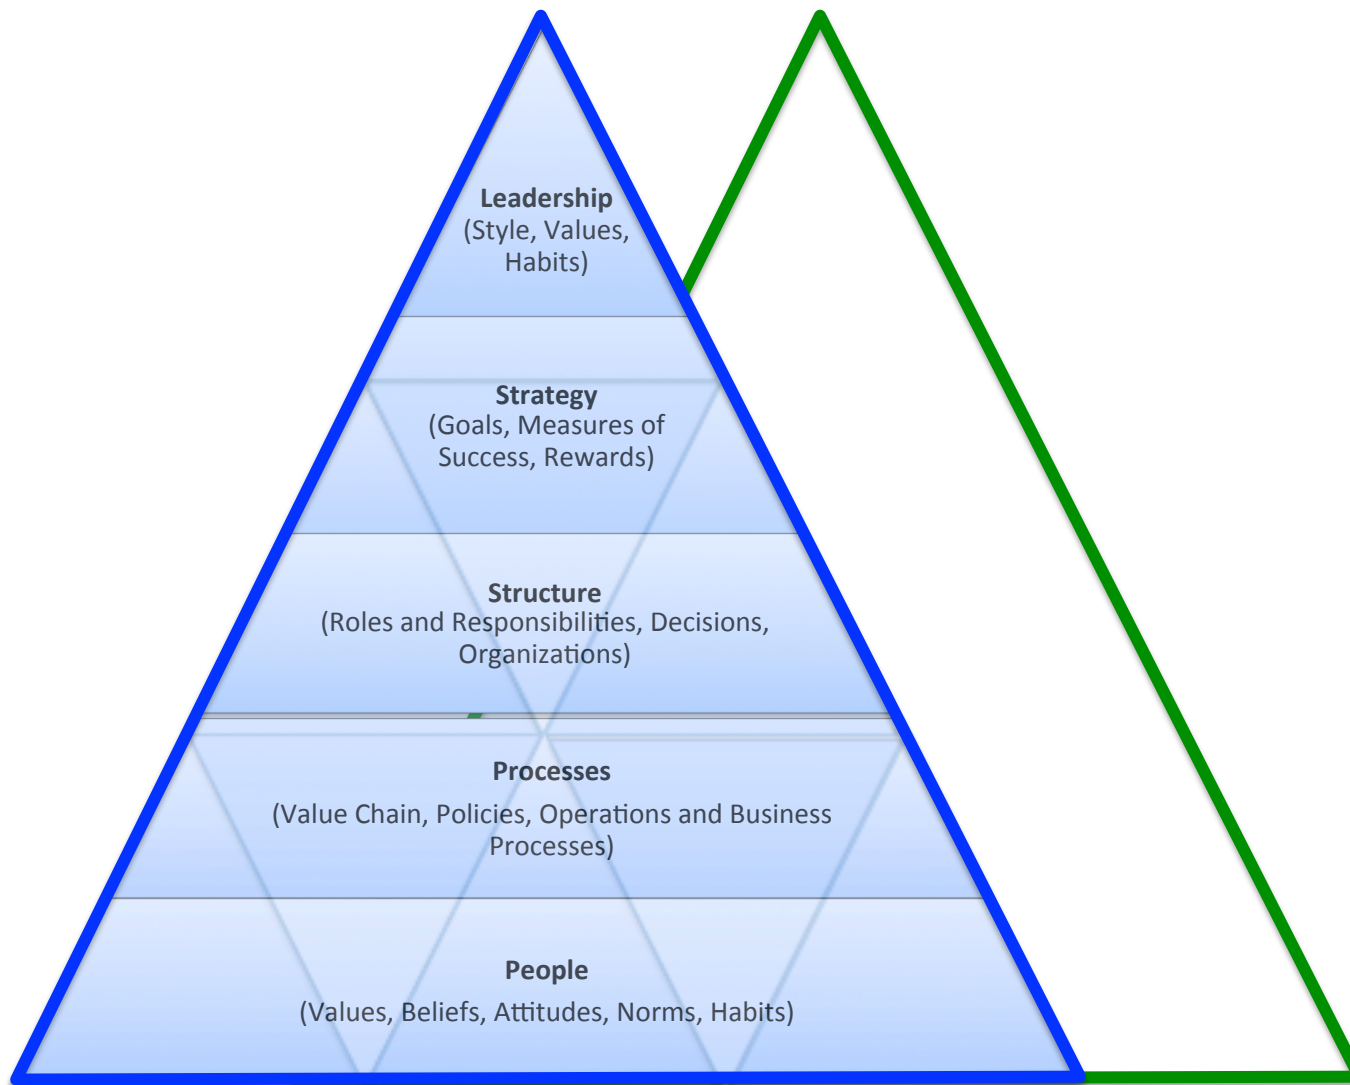 Leadership
(Style, Values,
Habits)
Strategy
(Goals, Measures of
Success, Rewards)
Structure
(Roles and Responsibilities, Decisions,
Organizations)
Processes
(Value Chain, Policies, Operations and Business
Processes)
People
(Values, Beliefs, Attitudes, Norms, Habits)